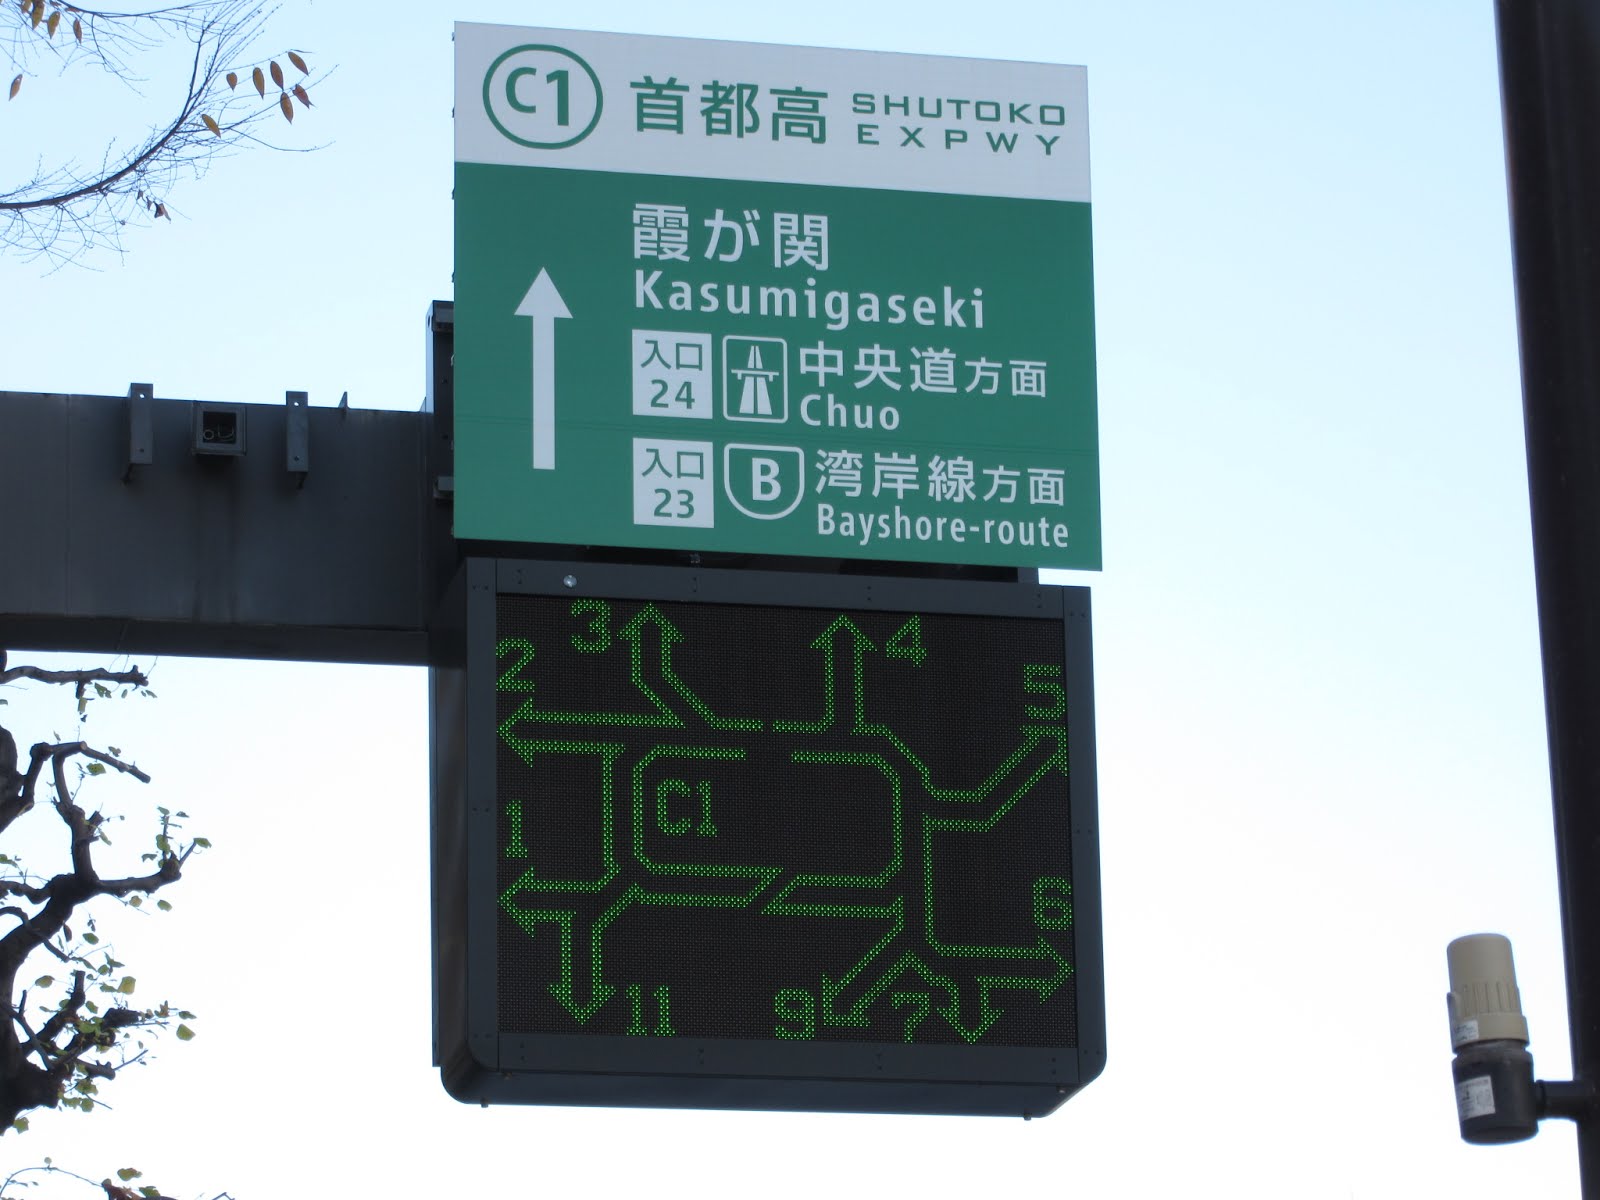 C1 首都高 SHUTOKO
EXPWY
霞が関
Kasumigaseki
入口
24
中央道方面
Chuo
入口
23
B
湾岸線方面
Bayshore-route
3
4
2
5
C1
1
6
11
9
7